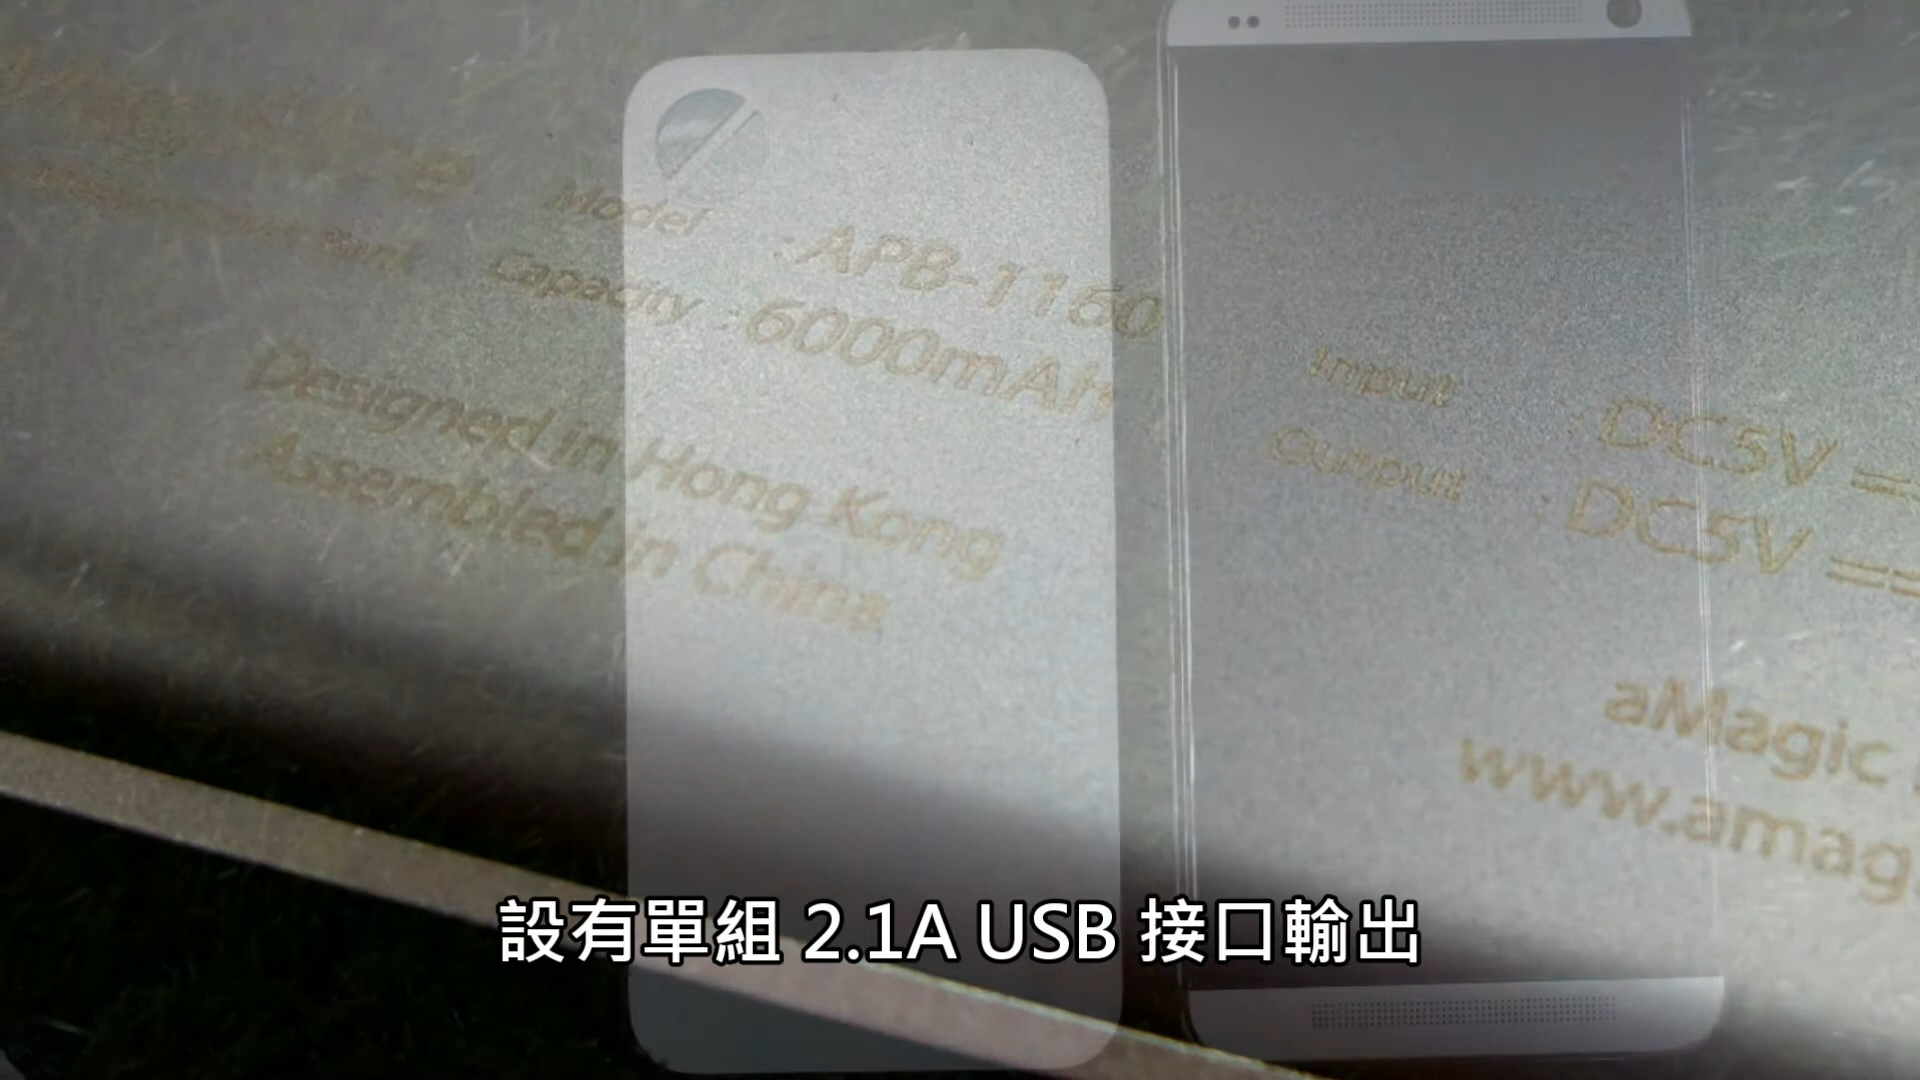 Model : APB-1160
Capacity : 6000mAh
Designed in Hong Kong
Assembled in China
Input : DC5V
Output : DC5V
aMagic
www.amag
設有單組 2.1A USB 接口輸出